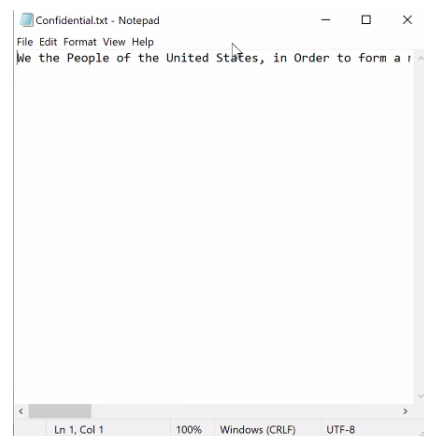 Confidential.txt - Notepad
File Edit Format View Help
We the People of the United States, in Order to form a
Ln 1, Col 1 100% Windows (CRLF) UTF-8